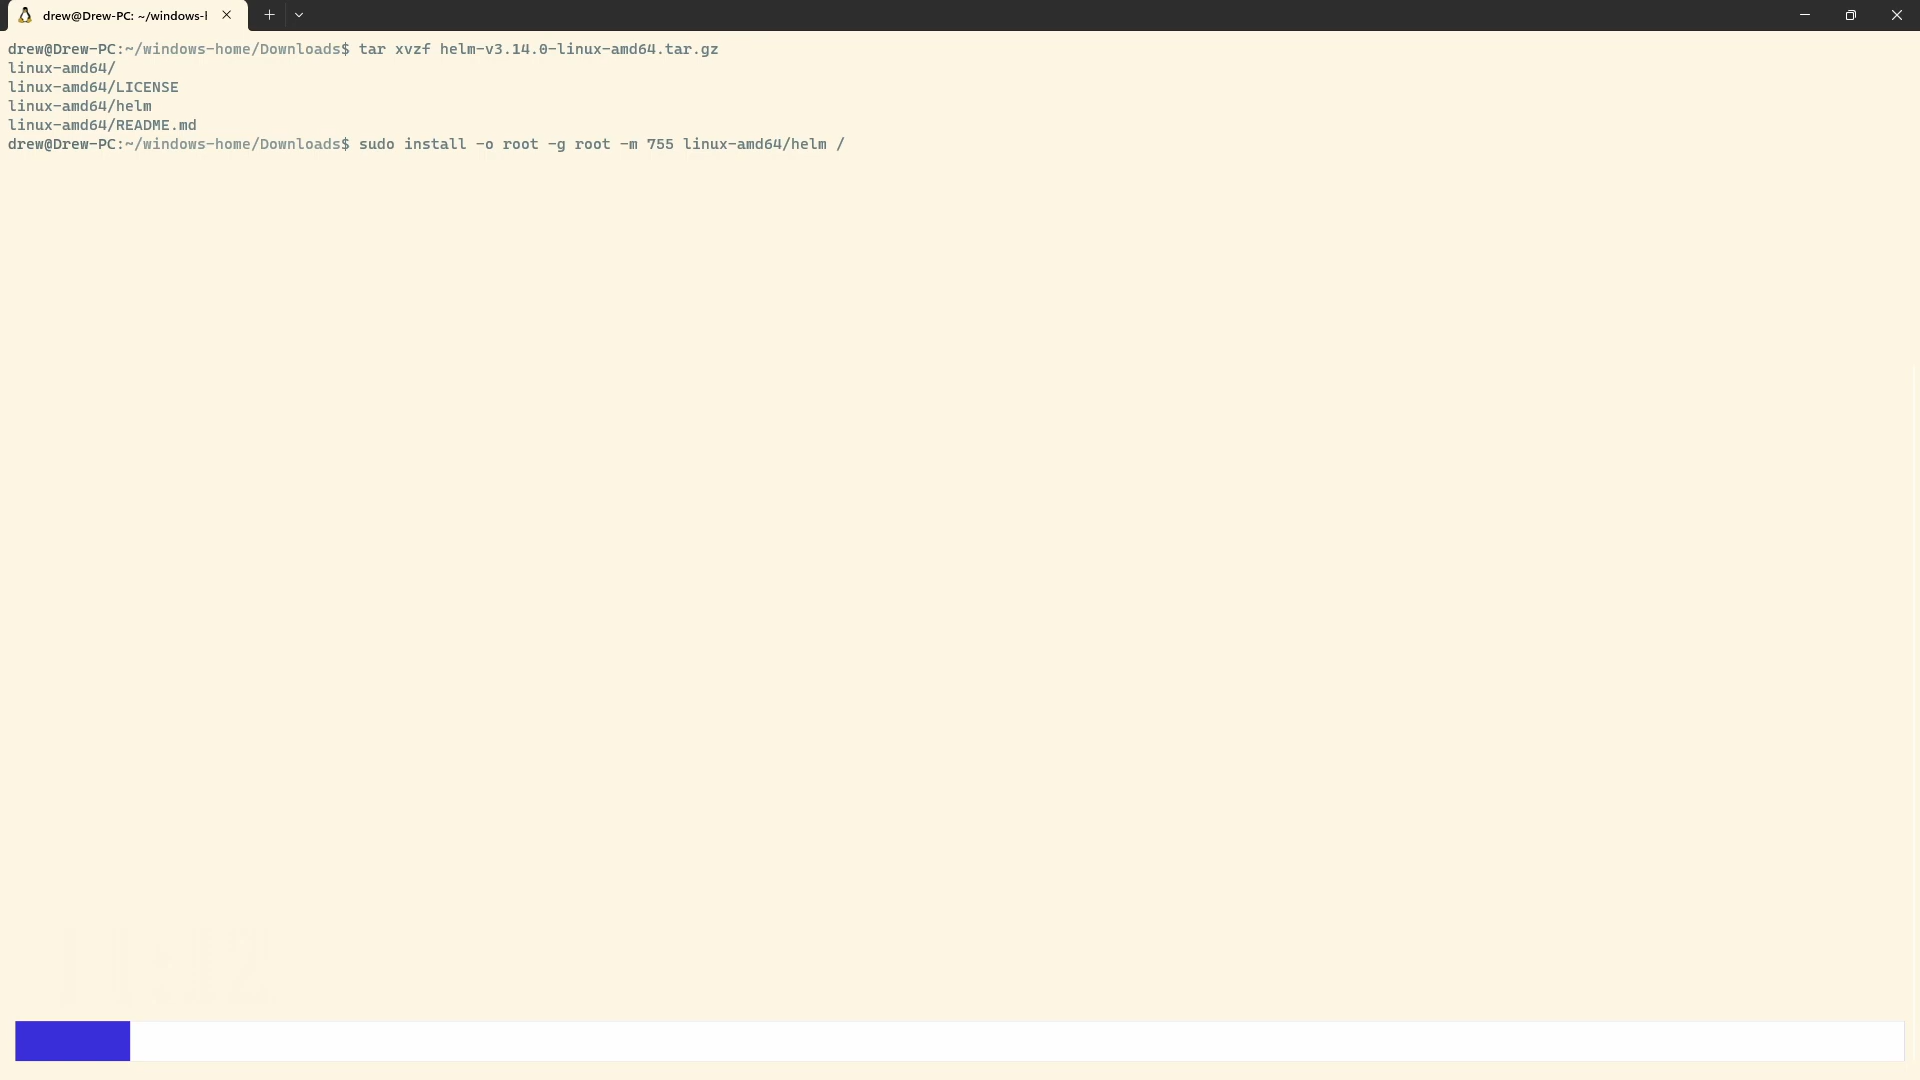 drew@Drew-PC: ~/windows-l
drew@Drew-PC:~/windows-home/Downloads$ tar xvzf helm-v3.14.0-linux-amd64.tar.gz
linux-amd64/
linux-amd64/LICENSE
linux-amd64/helm
linux-amd64/README.md
drew@Drew-PC:~/windows-home/Downloads$ sudo install -o root -g root -m 755 linux-amd64/helm /